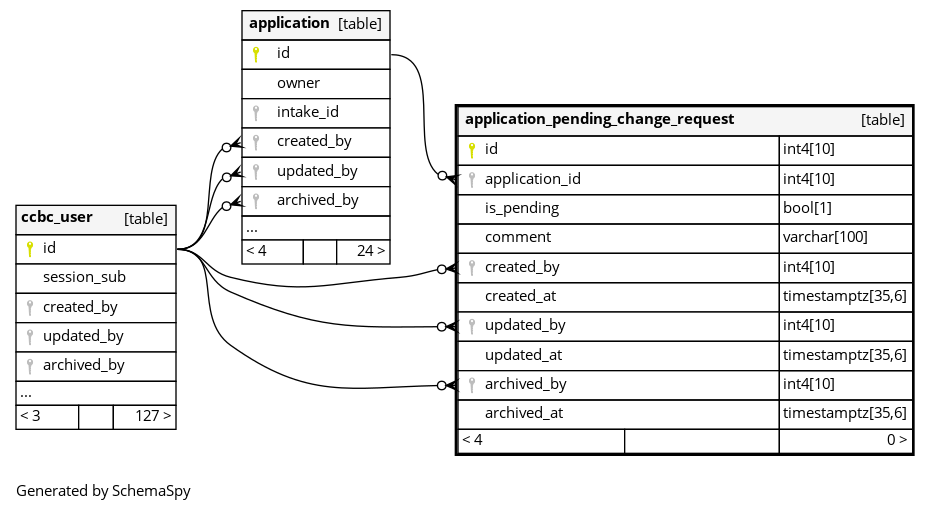 application [table]
id
owner
intake_id
created_by
updated_by
archived_by
...
< 4 24 >
ccbc_user [table]
id
session_sub
created_by
updated_by
archived_by
...
< 3 127 >
application_pending_change_request [table]
id int4[10]
application_id int4[10]
is_pending bool[1]
comment varchar[100]
created_by int4[10]
created_at timestamptz[35,6]
updated_by int4[10]
updated_at timestamptz[35,6]
archived_by int4[10]
archived_at timestamptz[35,6]
< 4 0 >
Generated by SchemaSpy